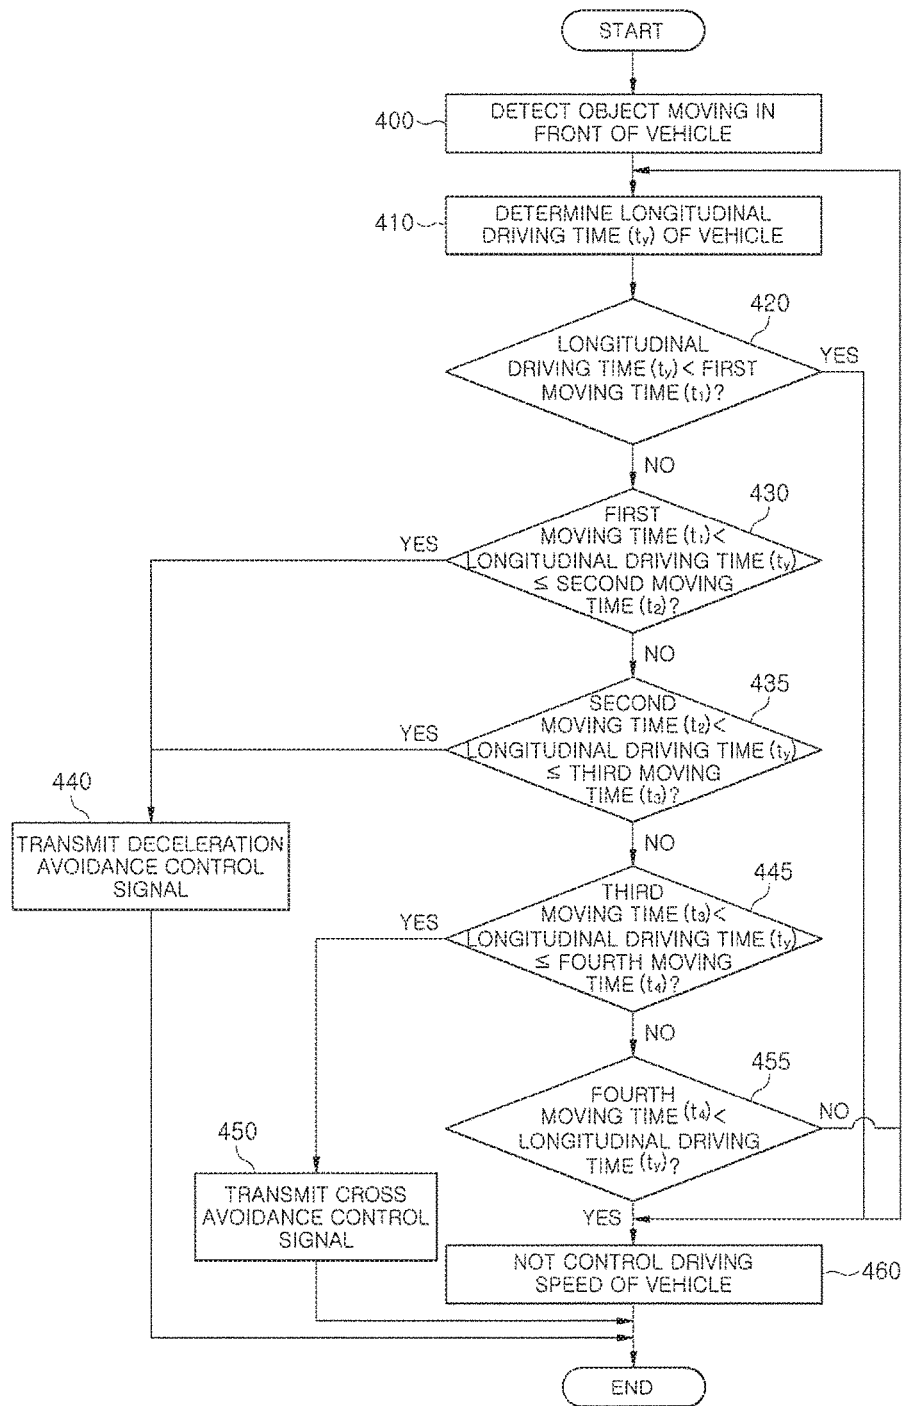 START
400
DETECT OBJECT MOVING IN
FRONT OF VEHICLE
410
DETERMINE LONGITUDINAL
DRIVING TIME (ty) OF VEHICLE
420
LONGITUDINAL
DRIVING TIME (ty) < FIRST
MOVING TIME (t1)?
YES
NO
430
FIRST
MOVING TIME (t1) <
LONGITUDINAL DRIVING TIME (ty)
≤ SECOND MOVING
TIME (t2)?
YES
NO
435
SECOND
MOVING TIME (t2) <
LONGITUDINAL DRIVING TIME (ty)
≤ THIRD MOVING
TIME (t3)?
YES
NO
440
TRANSMIT DECELERATION
AVOIDANCE CONTROL
SIGNAL
445
THIRD
MOVING TIME (t3) <
LONGITUDINAL DRIVING TIME (ty)
≤ FOURTH MOVING
TIME (t4)?
YES
NO
455
FOURTH
MOVING TIME (t4) <
LONGITUDINAL DRIVING
TIME (ty)?
NO
YES
450
TRANSMIT CROSS
AVOIDANCE CONTROL
SIGNAL
NOT CONTROL DRIVING
SPEED OF VEHICLE
460
END